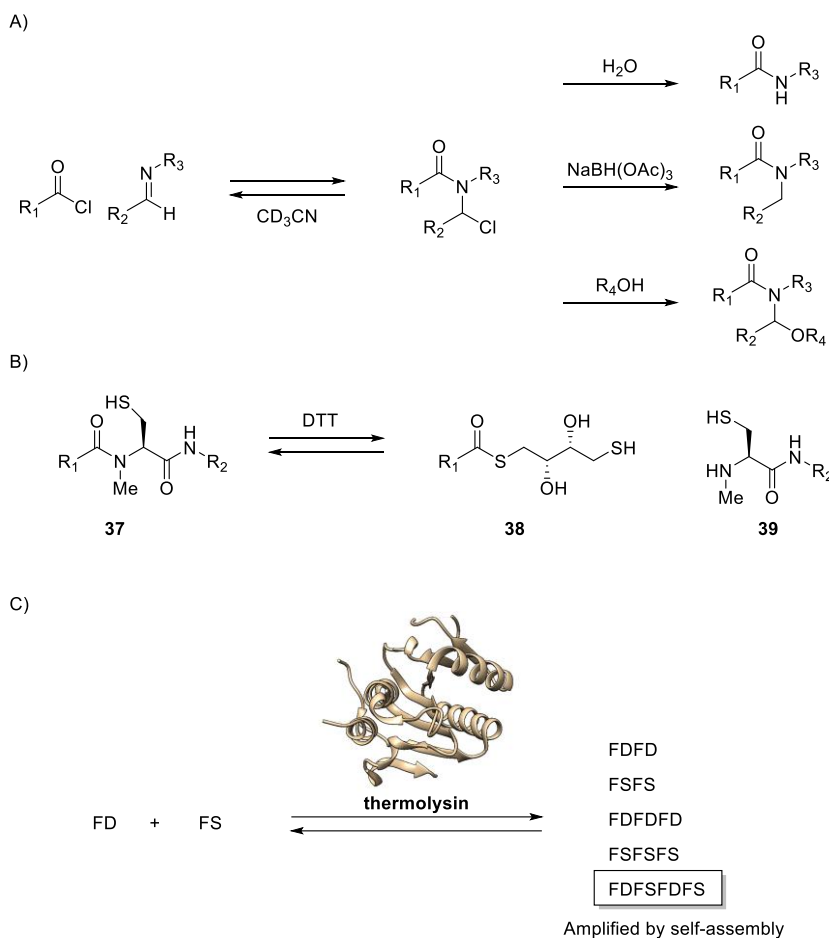 A)
O
R1
Cl
N
R3
R2
H
CD3CN
O
R1
N
R3
R2
Cl
H2O
O
R1
N
H
R3
NaBH(OAc)3
O
R1
N
R3
R2
R4OH
O
R1
N
R3
R2
OR4
B)
HS
O
R1
N
Me
H
N
R2
O
37
DTT
O
R1
S
OH
OH
SH
38
HS
HN
Me
H
N
R2
O
39
C)
FD + FS
thermolysin
FDFD
FSFS
FDFDFD
FSFSFS
FDFSFDFS
Amplified by self-assembly